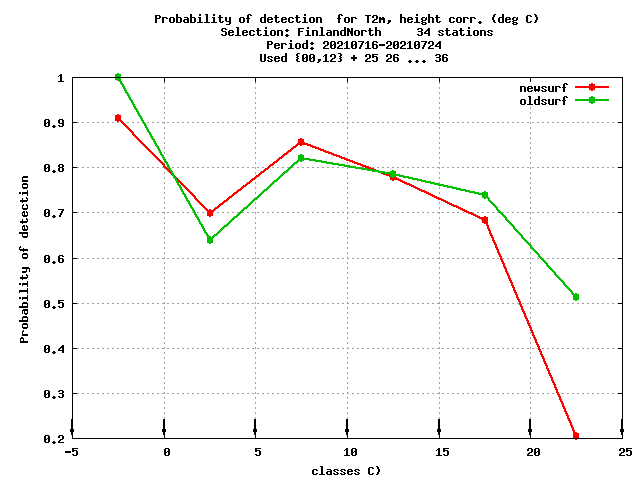 Probability of detection  for T2m, height corr. (deg C)
Selection: FinlandNorth     34 stations
Period: 20210716-20210724
Used {00,12} + 25 26 ... 36
newsurf
oldsurf
1
0.9
0.8
0.7
0.6
0.5
0.4
0.3
0.2
Probability of detection
-5 0 5 10 15 20 25
classes C)